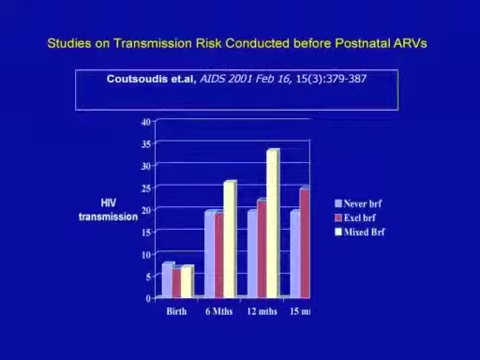 Studies on Transmission Risk Conducted before Postnatal ARVs
Coutsoudis et.al, AIDS 2001 Feb 16, 15(3):379-387
40
35
30
25
20
15
10
5
0
HIV
transmission
Birth
6 Mths
12 mths
15 m
Never brf
Excl brf
Mixed Brf